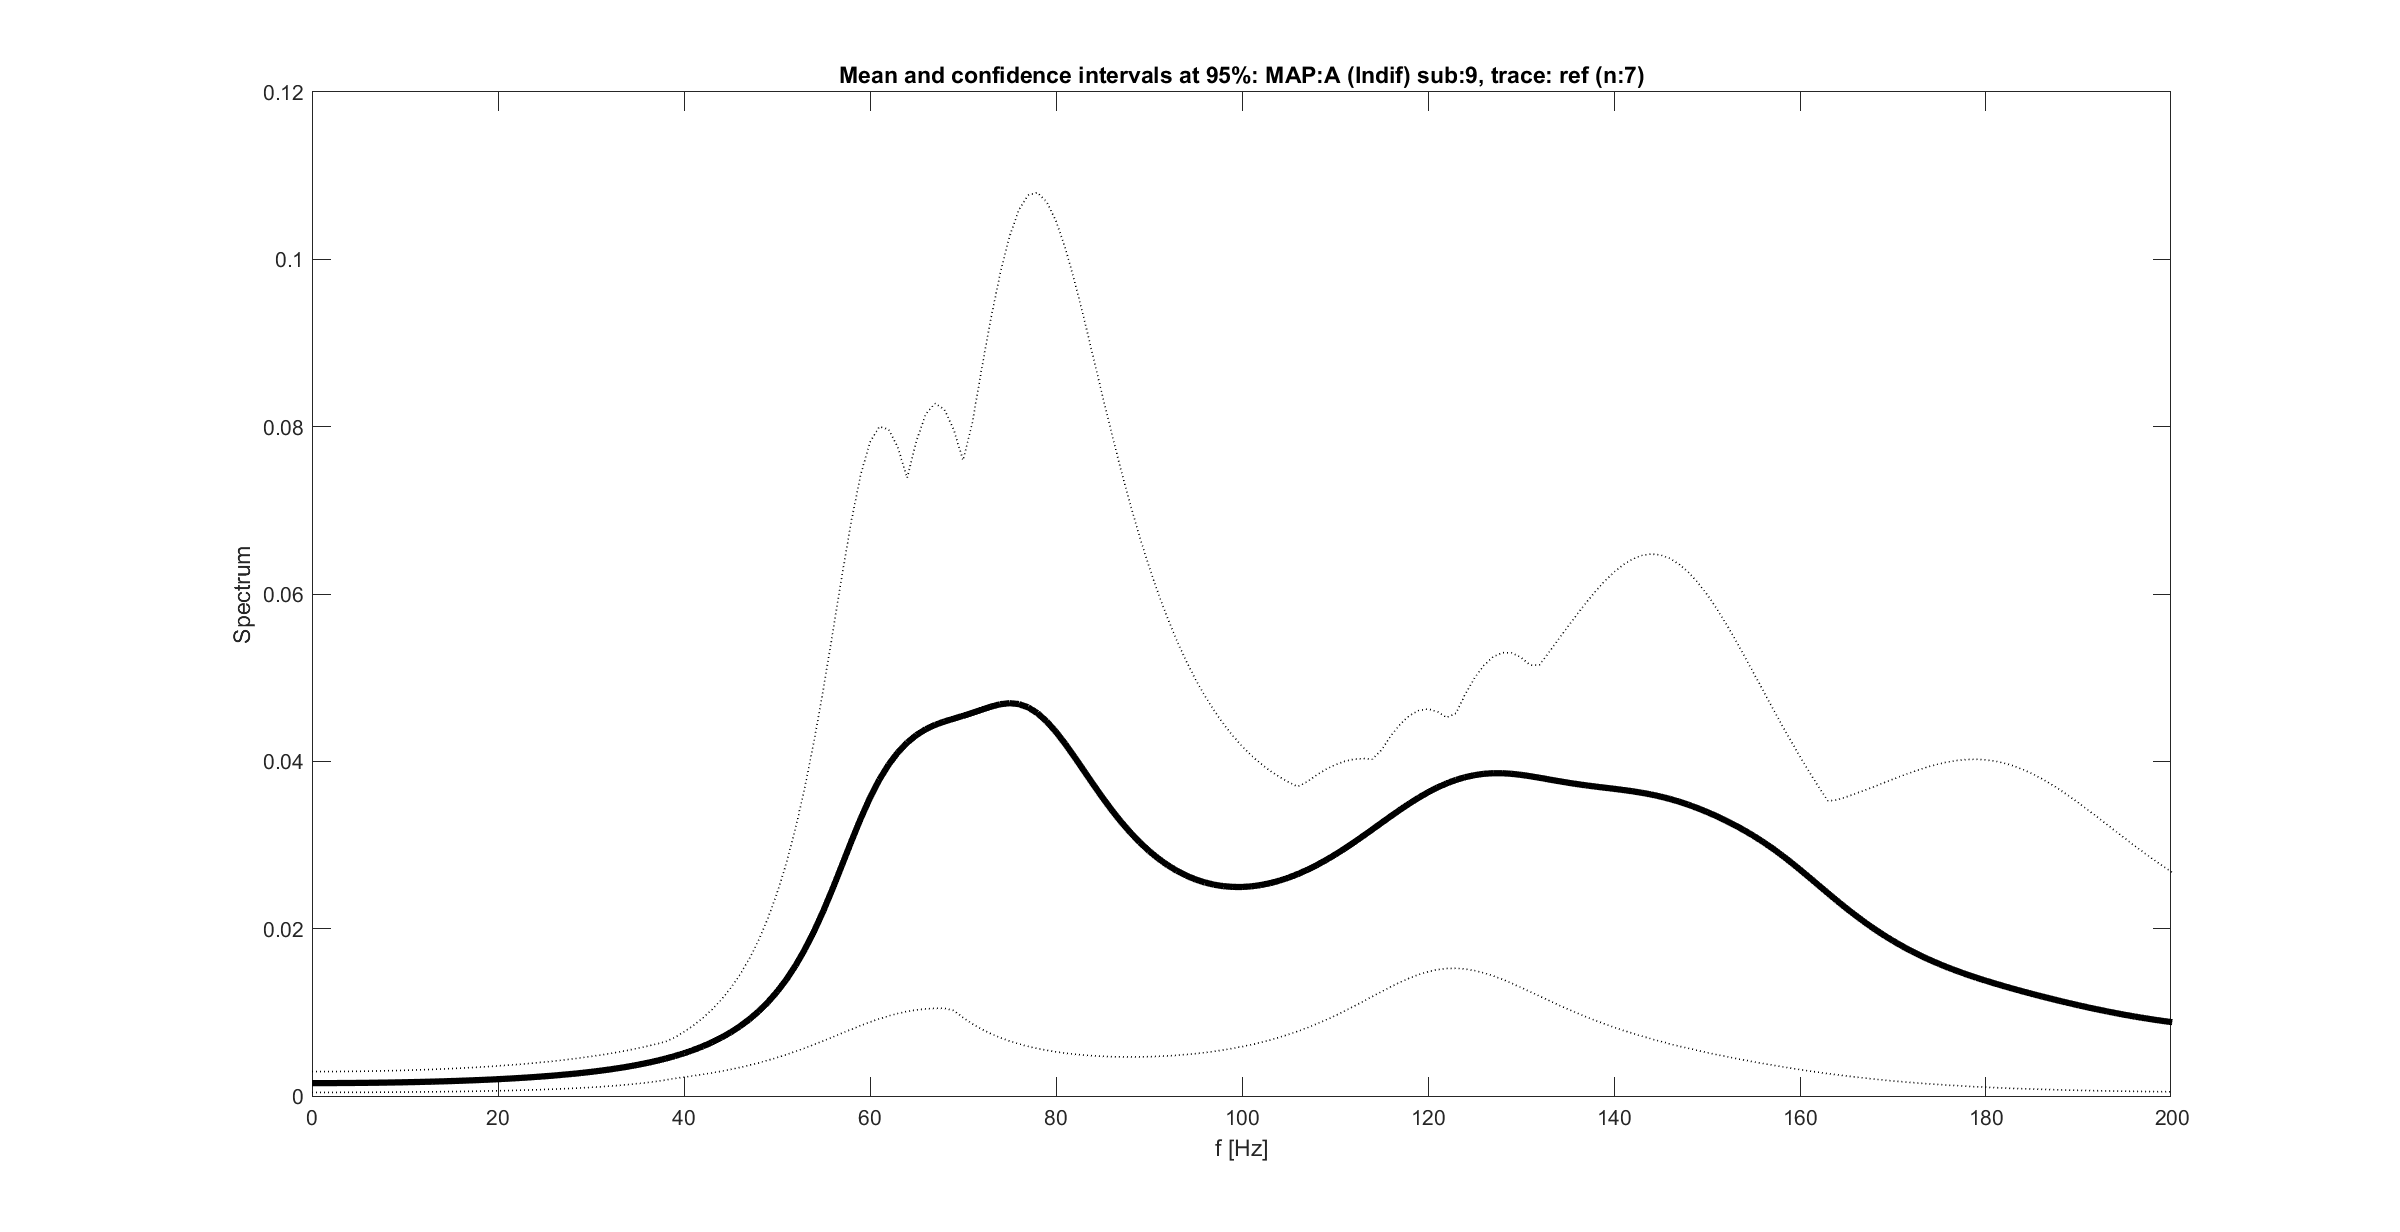 Mean and confidence intervals at 95%: MAP:A (Indif) sub:9, trace: ref (n:7)
0.12
0.1
0.08
0.06
0.04
0.02
0
Spectrum
0 20 40 60 80 100 120 140 160 180 200
f [Hz]